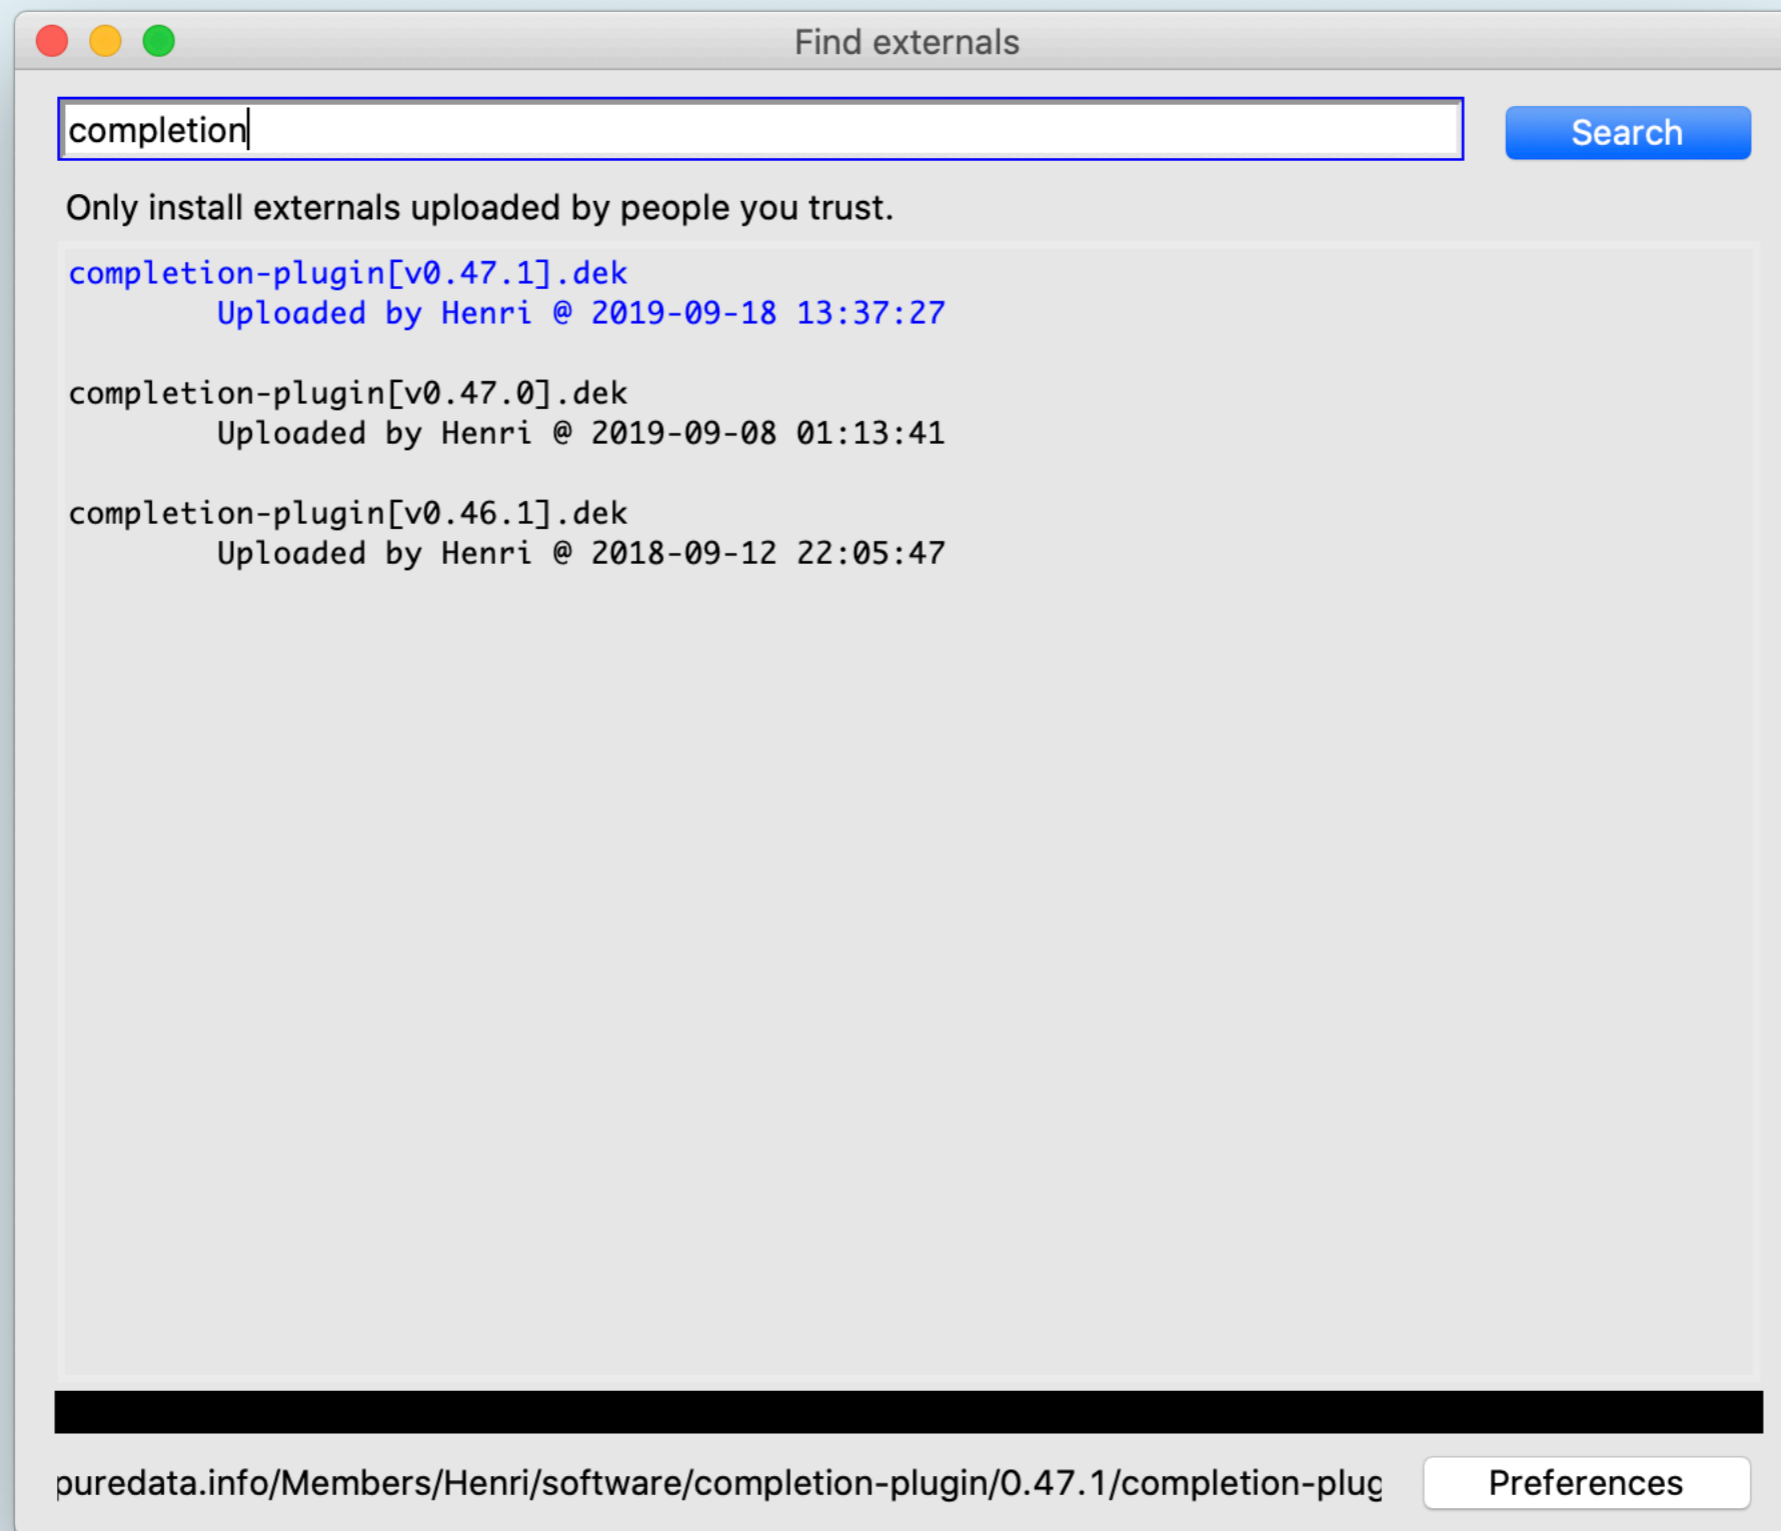 Find externals
completion
Search
Only install externals uploaded by people you trust.
completion-plugin[v0.47.1].dek
Uploaded by Henri @ 2019-09-18 13:37:27
completion-plugin[v0.47.0].dek
Uploaded by Henri @ 2019-09-08 01:13:41
completion-plugin[v0.46.1].dek
Uploaded by Henri @ 2018-09-12 22:05:47
puredata.info/Members/Henri/software/completion-plugin/0.47.1/completion-plug
Preferences